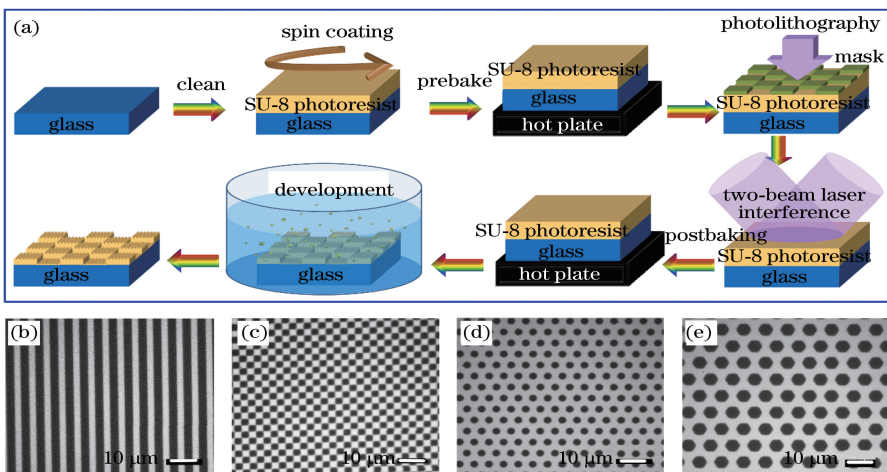 (a)
spin coating
photolithography
clean
prebake
mask
SU-8 photoresist
SU-8 photoresist
SU-8 photoresist
glass
glass
glass
glass
hot plate
development
two-beam laser
interference
SU-8 photoresist
postbaking
SU-8 photoresist
glass
glass
glass
glass
hot plate
(b)
(c)
(d)
(e)
10 μm
10 μm
10 μm
10 μm